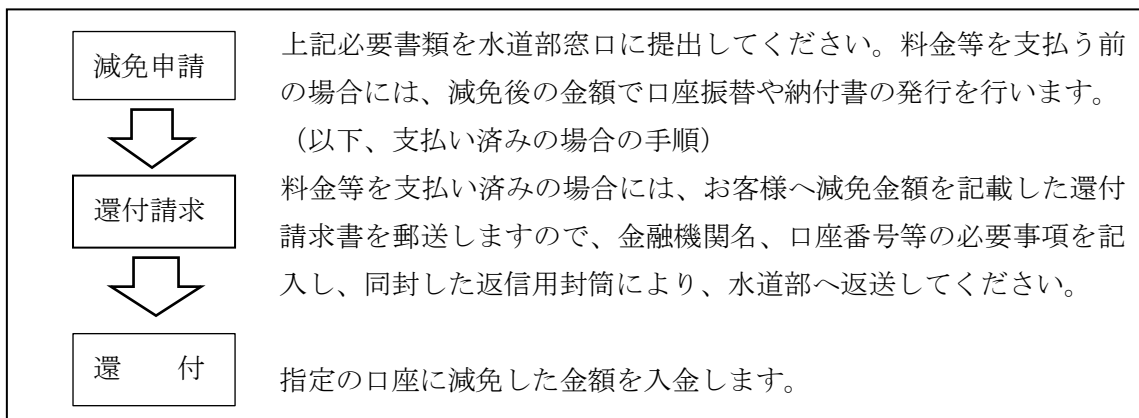 減免申請
上記必要書類を水道部窓口に提出してください。料金等を支払う前
の場合には、減免後の金額で口座振替や納付書の発行を行います。
（以下、支払い済みの場合の手順）
還付請求
料金等を支払い済みの場合には、お客様へ減免金額を記載した還付
請求書を郵送しますので、金融機関名、口座番号等の必要事項を記
入し、同封した返信用封筒により、水道部へ返送してください。
還　　付
指定の口座に減免した金額を入金します。